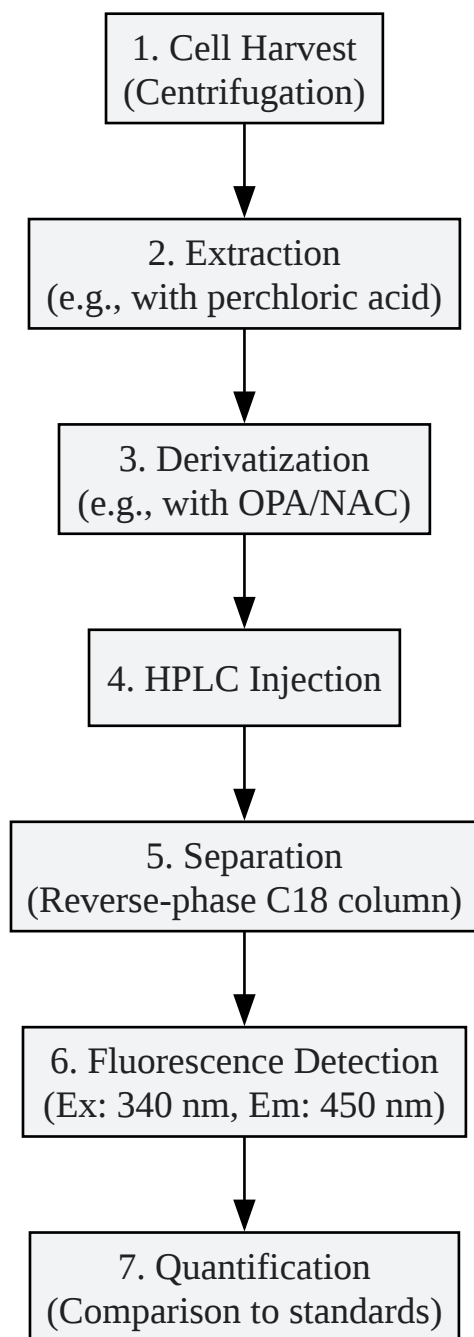 1. Cell Harvest
(Centrifugation)
2. Extraction
(e.g., with perchloric acid)
3. Derivatization
(e.g., with OPA/NAC)
4. HPLC Injection
5. Separation
(Reverse-phase C18 column)
6. Fluorescence Detection
(Ex: 340 nm, Em: 450 nm)
7. Quantification
(Comparison to standards)